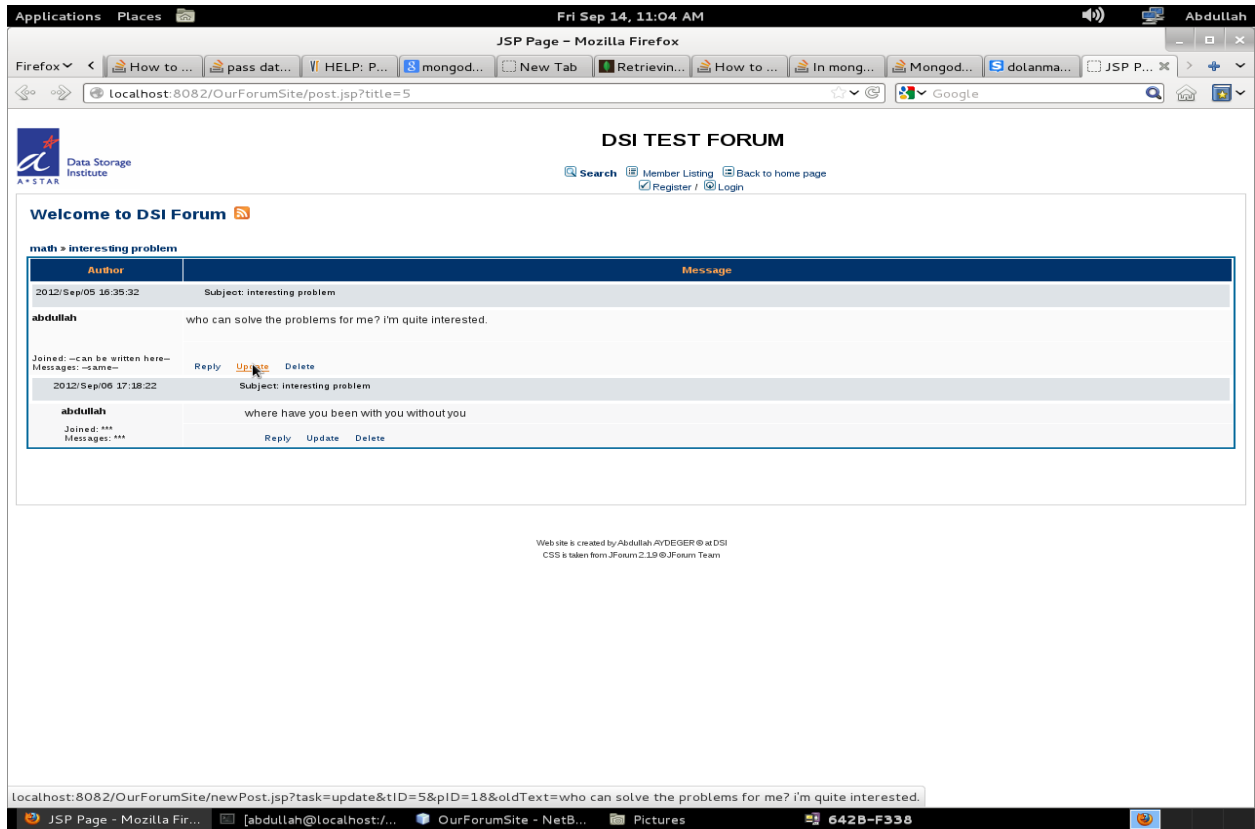 Applications Places Fri Sep 14, 11:04 AM Abdullah
JSP Page - Mozilla Firefox
Firefox How to ... pass dat... HELP: P... mongod... New Tab Retrievin... How to ... In mong... Mongod... dolanma... JSP P...
localhost:8082/OurForumSite/post.jsp?title=5 Google
DSI TEST FORUM
a
Data Storage
Institute
A*STAR
Search Member Listing Back to home page
Register / Login
Welcome to DSI Forum
math » interesting problem
Author Message
2012/Sep/05 16:35:32 Subject: interesting problem
abdullah who can solve the problems for me? i'm quite interested.
Joined: --can be written here--
Messages: --same-- Reply Update Delete
2012/Sep/06 17:18:22 Subject: interesting problem
abdullah where have you been with you without you
Joined: ***
Messages: *** Reply Update Delete
Web site is created by Abdullah AYDEGER ® at DSI
CSS is taken from JForum 2.1.9 ® JForum Team
localhost:8082/OurForumSite/newPost.jsp?task=update&tID=5&pID=18&oldText=who can solve the problems for me? i'm quite interested.
JSP Page - Mozilla Fir... [abdullah@localhost:/... OurForumSite - NetB... Pictures 642B-F338